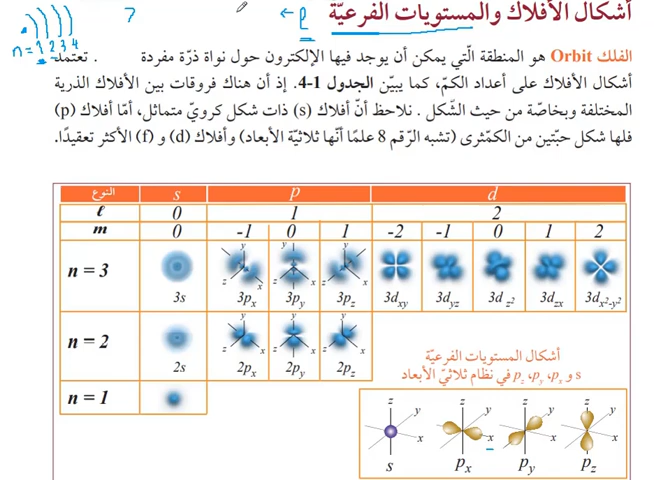 أشكال الأفلاك والمستويات الفرعيّة
← p
n = 1 2 3 4
الفلك Orbit هو المنطقة الّتي يمكن أن يوجد فيها الإلكترون حول نواة ذرّة مفردة . تعتمد
أشكال الأفلاك على أعداد الكمّ، كما يبيّن الجدول 1-4. إذ أن هناك فروقات بين الأفلاك الذرية
المختلفة وبخاصّة من حيث الشّكل . نلاحظ أنّ أفلاك (s) ذات شكل كرويّ متماثل، أمّا أفلاك (p)
فلها شكل حبّتين من الكمّثرى (تشبه الرّقم 8 علمًا أنّها ثلاثيّة الأبعاد) وأفلاك (d) و (f) الأكثر تعقيدًا.
النوع s p d
ℓ 0 1 2
m 0 -1 0 1 -2 -1 0 1 2
n = 3
y y y
z x z x z x
3s 3px 3py 3pz 3dxy 3dyz 3dz² 3dzx 3dx²-y²
n = 2
y y y
z x z x z x
2s 2px 2py 2pz
n = 1
أشكال المستويات الفرعيّة
s و px، py، pz في نظام ثلاثيّ الأبعاد
z z z z
y y y y
x x x x
s px py pz